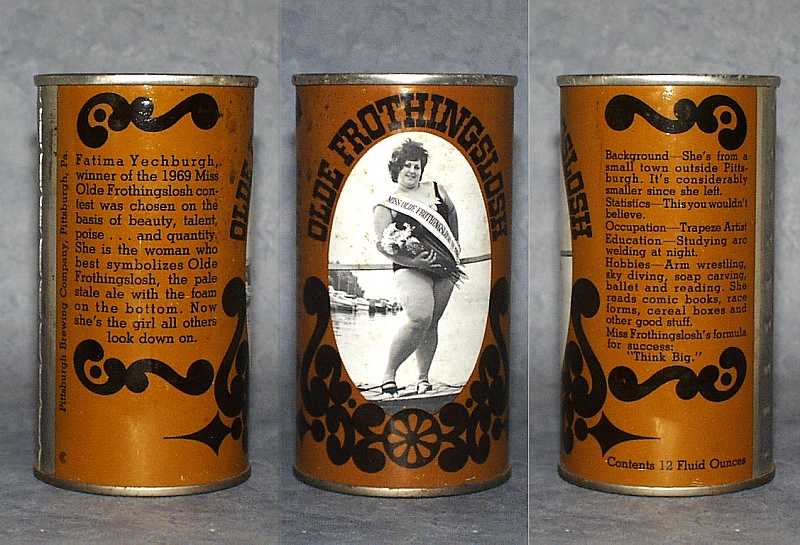 Fatima Yechburgh,
winner of the 1969 Miss
Olde Frothingslosh con-
test was chosen on the
basis of beauty, talent,
poise . . . and quantity.
She is the woman who
best symbolizes Olde
Frothingslosh, the pale
stale ale with the foam
on the bottom. Now
she's the girl all others
look down on.
Pittsburgh Brewing Company, Pittsburgh, Pa.
OLDE
OLDE FROTHINGSLOSH
MISS OLDE FROTHINGSLOSH
SLOSH
Background—She's from a
small town outside Pitts-
burgh. It's considerably
smaller since she left.
Statistics—This you wouldn't
believe.
Occupation—Trapeze Artist
Education—Studying arc
welding at night.
Hobbies—Arm wrestling,
sky diving, soap carving,
ballet and reading. She
reads comic books, race
forms, cereal boxes and
other good stuff.
Miss Frothingslosh's formula
for success:
"Think Big."
Contents 12 Fluid Ounces